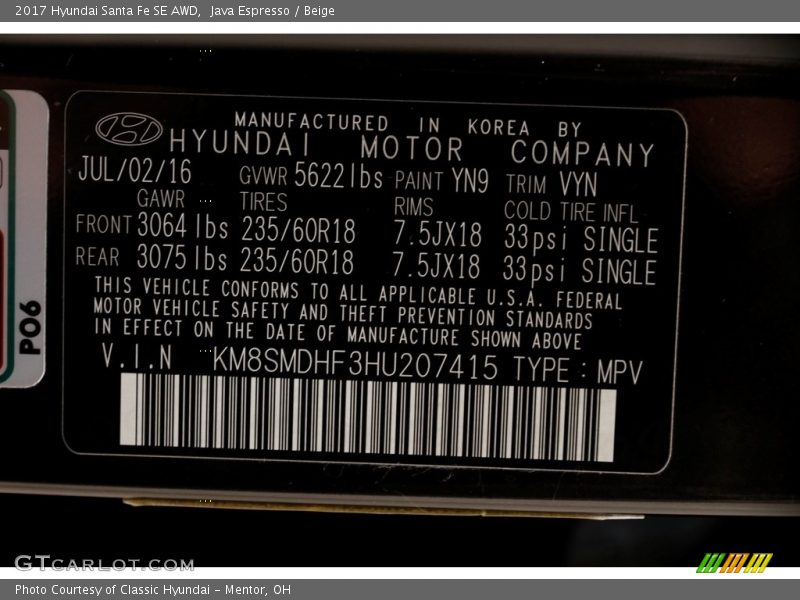 2017 Hyundai Santa Fe SE AWD,  Java Espresso / Beige
MANUFACTURED IN KOREA BY
HYUNDAI MOTOR COMPANY
JUL/02/16 GVWR 5622lbs PAINT YN9 TRIM VYN
GAWR TIRES RIMS COLD TIRE INFL
FRONT 3064 lbs 235/60R18 7.5JX18 33psi SINGLE
REAR 3075 lbs 235/60R18 7.5JX18 33psi SINGLE
THIS VEHICLE CONFORMS TO ALL APPLICABLE U.S.A. FEDERAL
MOTOR VEHICLE SAFETY AND THEFT PREVENTION STANDARDS
IN EFFECT ON THE DATE OF MANUFACTURE SHOWN ABOVE
V.I.N KM8SMDHF3HU207415 TYPE : MPV
P06
GTCARLOT.COM
Photo Courtesy of Classic Hyundai - Mentor, OH